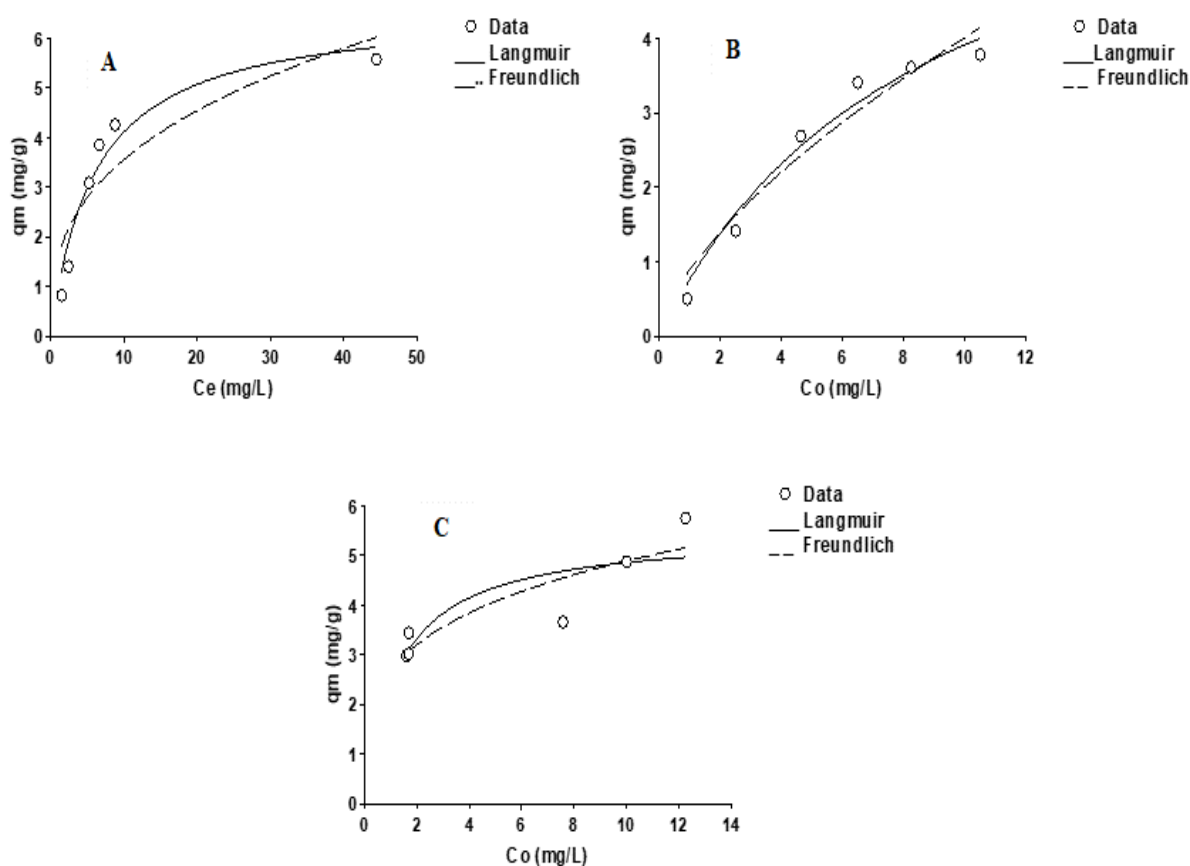 A
6
5
4
3
2
1
0
qm (mg/g)
0 10 20 30 40 50
Ce (mg/L)
Data
Langmuir
Freundlich
B
4
3
2
1
0
qm (mg/g)
0 2 4 6 8 10 12
Co (mg/L)
Data
Langmuir
Freundlich
C
6
5
4
3
2
1
0
qm (mg/g)
0 2 4 6 8 10 12 14
Co (mg/L)
Data
Langmuir
Freundlich